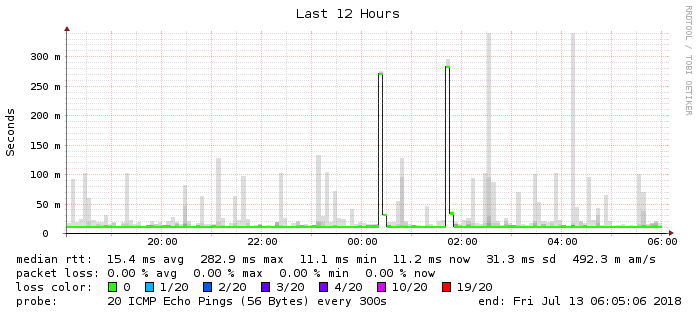 Last 12 Hours
RRDTOOL / TOBI OETIKER
Seconds
300 m
250 m
200 m
150 m
100 m
50 m
0
20:00 22:00 00:00 02:00 04:00 06:00
median rtt: 15.4 ms avg 282.9 ms max 11.1 ms min 11.2 ms now 31.3 ms sd 492.3 m am/s
packet loss: 0.00 % avg 0.00 % max 0.00 % min 0.00 % now
loss color: 0 1/20 2/20 3/20 4/20 10/20 19/20
probe: 20 ICMP Echo Pings (56 Bytes) every 300s end: Fri Jul 13 06:05:06 2018